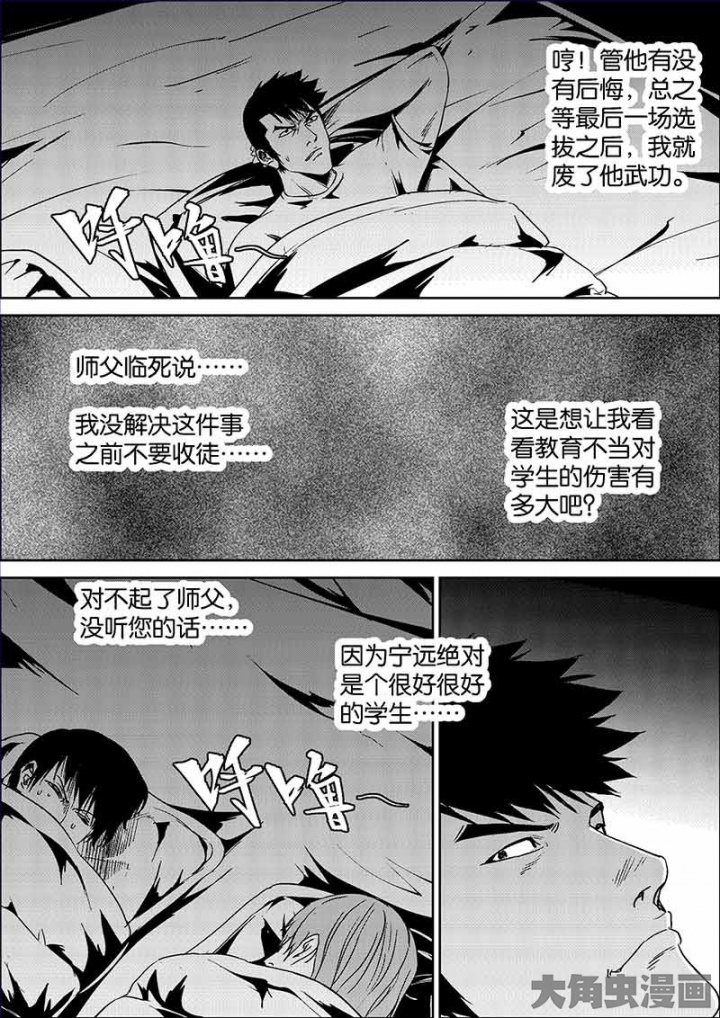 哼！管他有没
有后悔，总之
等最后一场选
拔之后，我就
废了他武功。
呼噜～
师父临死说……
我没解决这件事
之前不要收徒……
这是想让我看
看教育不当对
学生的伤害有
多大吧？
对不起了师父，
没听您的话……
因为宁远绝对
是个很好很好
的学生……
呼噜～
大角虫漫画